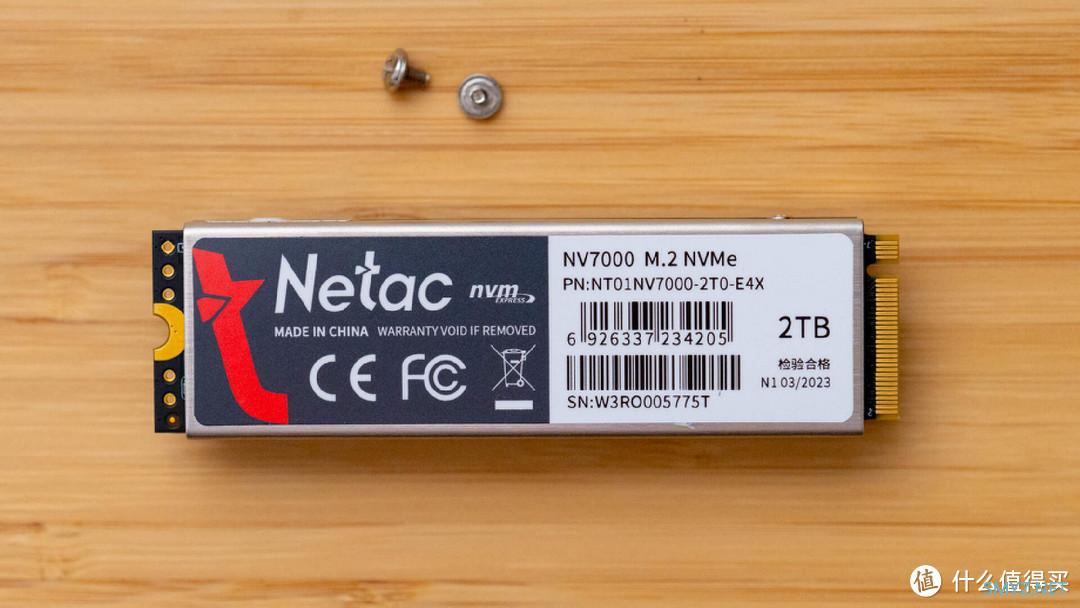 Netac
nvm
EXPRESS
MADE IN CHINA WARRANTY VOID IF REMOVED
CE FC
NV7000 M.2 NVMe
PN:NT01NV7000-2T0-E4X
6 926337 234205
2TB
检验合格
N1 03/2023
SN:W3RO005775T
值 什么值得买